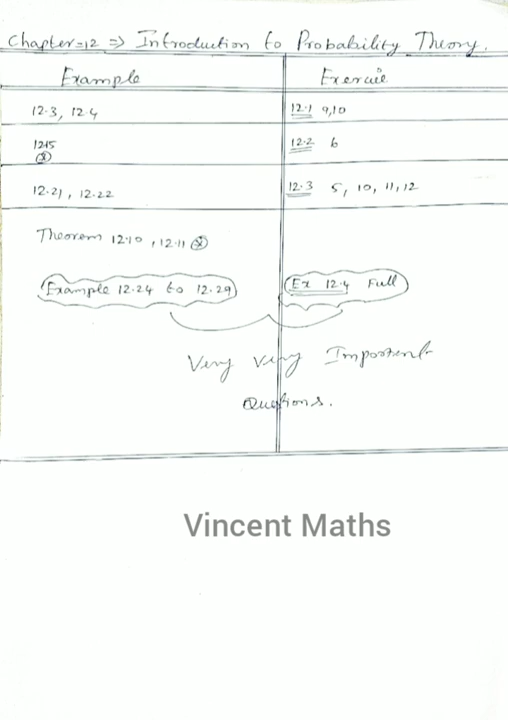 Chapter=12 ⇒ Introduction to Probability Theory.
Example Exercise
12.3, 12.4 12.1 9,10
12.15 12.2 6
12.21, 12.22 12.3 5, 10, 11, 12
Theorem 12.10, 12.11
Example 12.24 to 12.29 Ex 12.4 Full
Very Very Important
Questions.
Vincent Maths